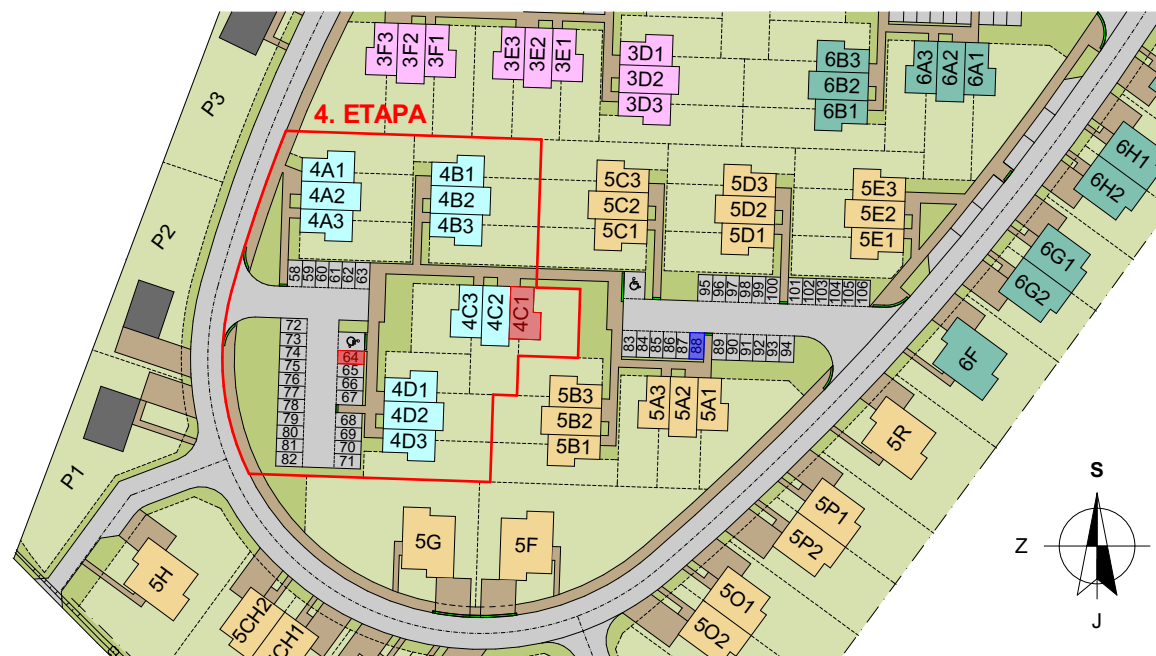 3F3
3F2
3F1
3E3
3E2
3E1
3D1
3D2
3D3
6B3
6B2
6B1
6A3
6A2
6A1
P3
4. ETAPA
6H1
6H2
4A1
4A2
4A3
4B1
4B2
4B3
5C3
5C2
5C1
5D3
5D2
5D1
5E3
5E2
5E1
P2
6G1
6G2
58
59
60
61
62
63
95
96
97
98
99
100
101
102
103
104
105
106
4C3
4C2
4C1
72
73
74
75
76
77
78
79
80
81
82
64
65
66
67
68
69
70
71
83
84
85
86
87
88
89
90
91
92
93
94
6F
4D1
4D2
4D3
5B3
5B2
5B1
5A3
5A2
5A1
5R
P1
S
Z
J
5G
5F
5P1
5P2
5H
5O1
5O2
5CH2
5CH1